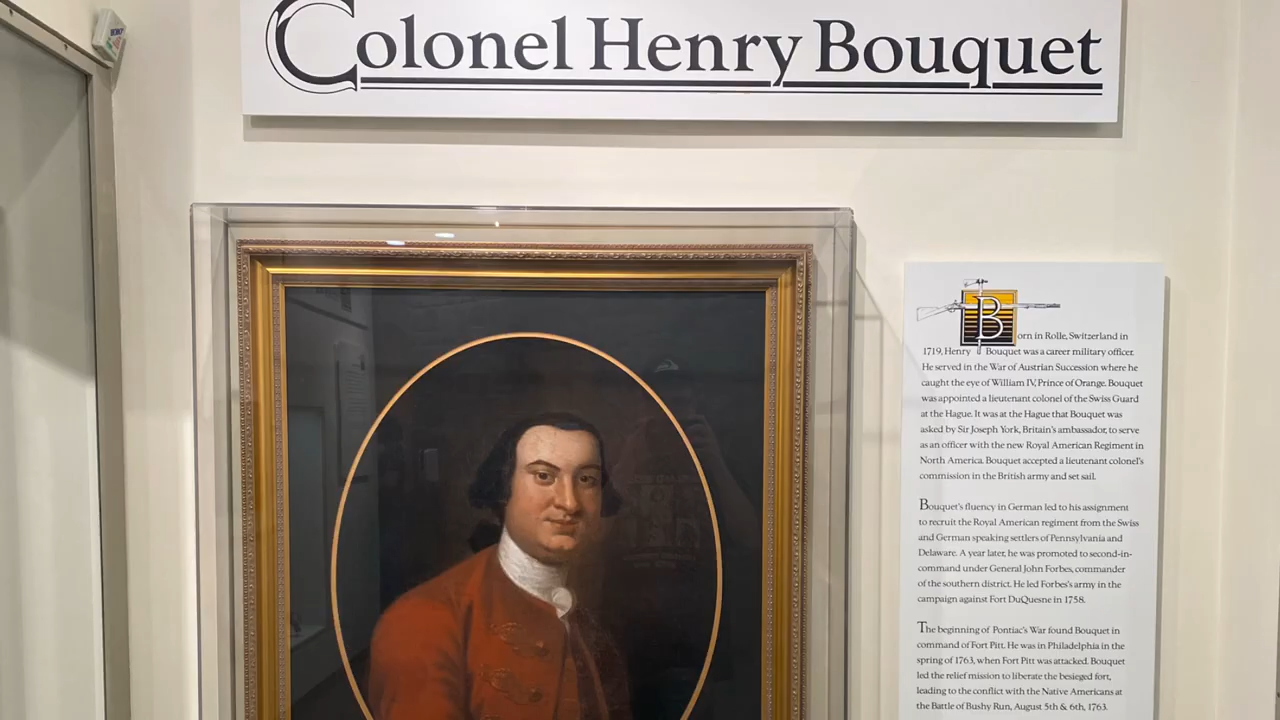 Colonel Henry Bouquet
Born in Rolle, Switzerland in
1719, Henry Bouquet was a career military officer.
He served in the War of Austrian Succession where he
caught the eye of William IV, Prince of Orange. Bouquet
was appointed a lieutenant colonel of the Swiss Guard
at the Hague. It was at the Hague that Bouquet was
asked by Sir Joseph York, Britain's ambassador, to serve
as an officer with the new Royal American Regiment in
North America. Bouquet accepted a lieutenant colonel's
commission in the British army and set sail.
Bouquet's fluency in German led to his assignment
to recruit the Royal American regiment from the Swiss
and German speaking settlers of Pennsylvania and
Delaware. A year later, he was promoted to second-in-
command under General John Forbes, commander
of the southern district. He led Forbes's army in the
campaign against Fort DuQuesne in 1758.
The beginning of Pontiac's War found Bouquet in
command of Fort Pitt. He was in Philadelphia in the
spring of 1763, when Fort Pitt was attacked. Bouquet
led the relief mission to liberate the besieged fort,
leading to the conflict with the Native Americans at
the Battle of Bushy Run, August 5th & 6th, 1763.